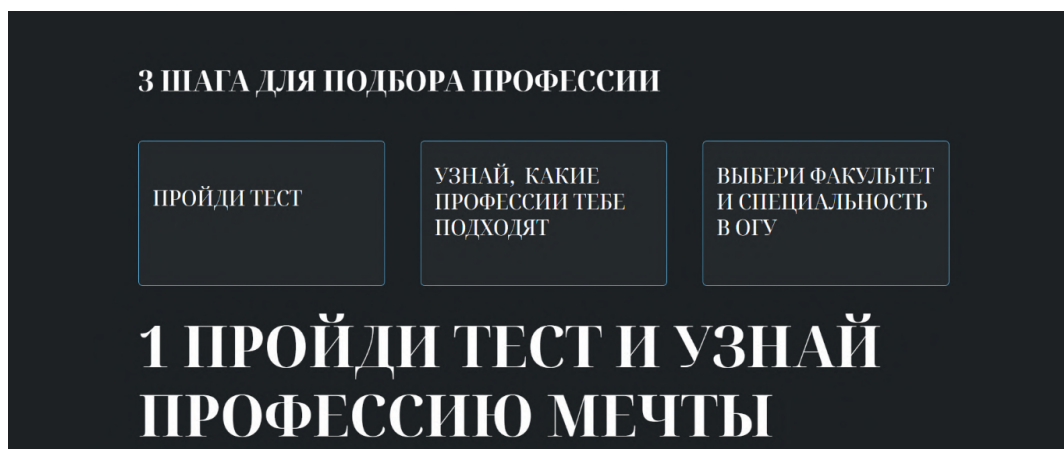 3 ШАГА ДЛЯ ПОДБОРА ПРОФЕССИИ
ПРОЙДИ ТЕСТ
УЗНАЙ, КАКИЕ
ПРОФЕССИИ ТЕБЕ
ПОДХОДЯТ
ВЫБЕРИ ФАКУЛЬТЕТ
И СПЕЦИАЛЬНОСТЬ
В ОГУ
1 ПРОЙДИ ТЕСТ И УЗНАЙ
ПРОФЕССИЮ МЕЧТЫ